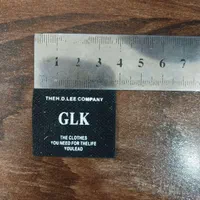 1 2 3 4 5 6 7
THEH.D.LEE COMPANY
GLK
THE CLOTHES
YOU NEED FOR THELIFE
YOULEAD